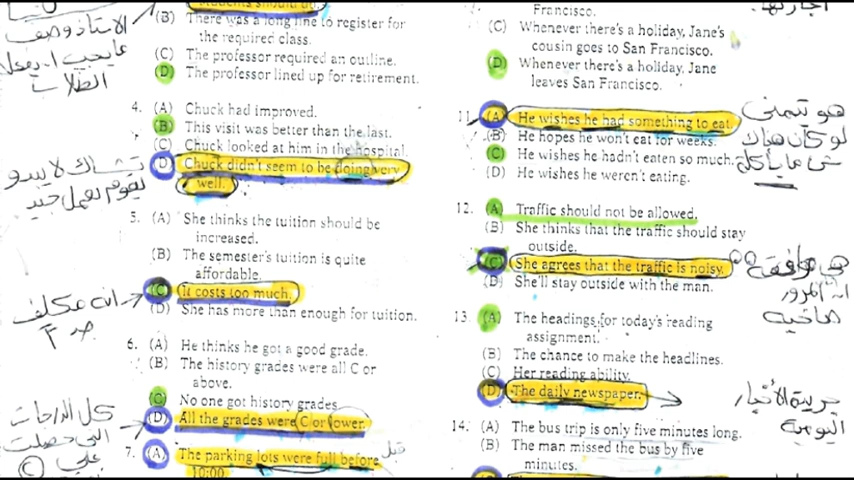 students should do.
(B) There was a long line to register for
the required class.
(C) The professor required an outline.
(D) The professor lined up for retirement.
الاستاذ وصف
ما يجب
الطلاب
4. (A) Chuck had improved.
(B) This visit was better than the last.
(C) Chuck looked at him in the hospital.
(D) Chuck didn't seem to be doing very
well.
تشاك لا يبدو
يقوم بعمل جيد
5. (A) She thinks the tuition should be
increased.
(B) The semester's tuition is quite
affordable.
(C) It costs too much.
(D) She has more than enough for tuition.
انه مكلف
6. (A) He thinks he got a good grade.
(B) The history grades were all C or
above.
(C) No one got history grades
(D) All the grades were C or lower.
كل الدرجات
التي حصلت
على C
7. (A) The parking lots were full before
10:00.
قبل
Francisco.
(C) Whenever there's a holiday, Jane's
cousin goes to San Francisco.
(D) Whenever there's a holiday, Jane
leaves San Francisco.
11. (A) He wishes he had something to eat.
(B) He hopes he won't eat for weeks.
(C) He wishes he hadn't eaten so much.
(D) He wishes he weren't eating.
هو يتمنى
لو كان هناك
شي ما يأكله
12. (A) Traffic should not be allowed.
(B) She thinks that the traffic should stay
outside.
(C) She agrees that the traffic is noisy.
(D) She'll stay outside with the man.
هي موافقة
ان المرور
13. (A) The headings for today's reading
assignment.
(B) The chance to make the headlines.
(C) Her reading ability.
(D) The daily newspaper.
جريدة الأخبار
اليومية
14. (A) The bus trip is only five minutes long.
(B) The man missed the bus by five
minutes.